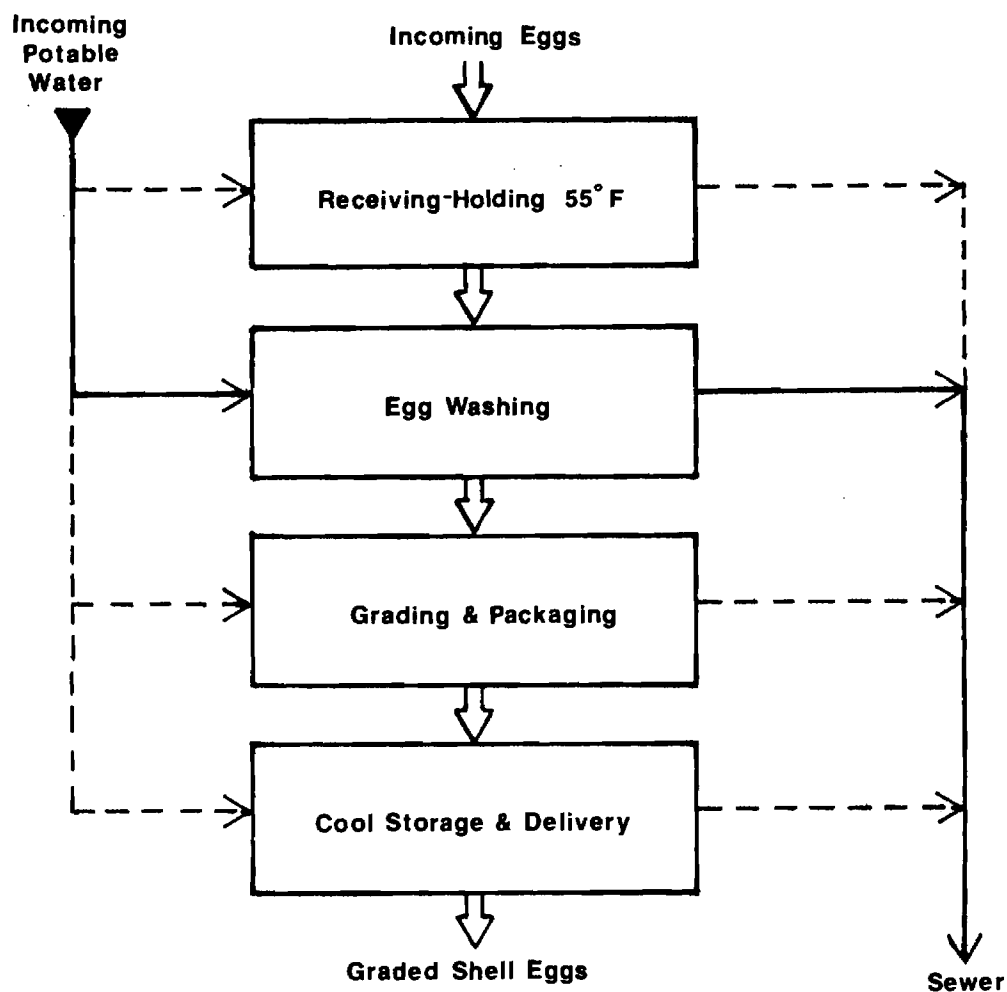 Incoming
Potable
Water
Incoming Eggs
Receiving-Holding 55°F
Egg Washing
Grading & Packaging
Cool Storage & Delivery
Graded Shell Eggs
Sewer